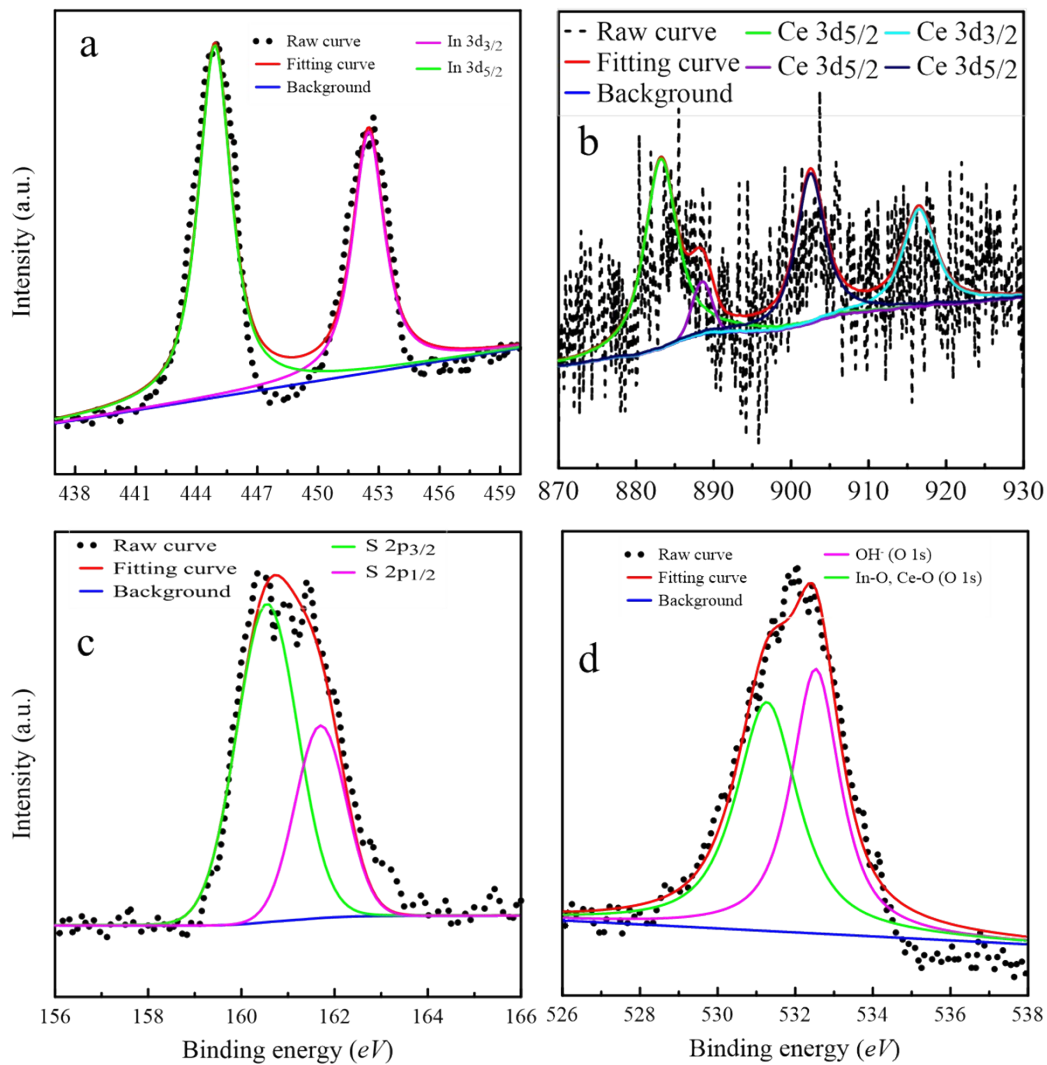 a
Raw curve
Fitting curve
Background
In 3d3/2
In 3d5/2
Intensity (a.u.)
438 441 444 447 450 453 456 459
b
Raw curve Ce 3d5/2 Ce 3d3/2
Fitting curve Ce 3d5/2 Ce 3d5/2
Background
870 880 890 900 910 920 930
c
Raw curve
Fitting curve
Background
S 2p3/2
S 2p1/2
Intensity (a.u.)
156 158 160 162 164 166
Binding energy (eV)
d
Raw curve
Fitting curve
Background
OH- (O 1s)
In-O, Ce-O (O 1s)
526 528 530 532 534 536 538
Binding energy (eV)